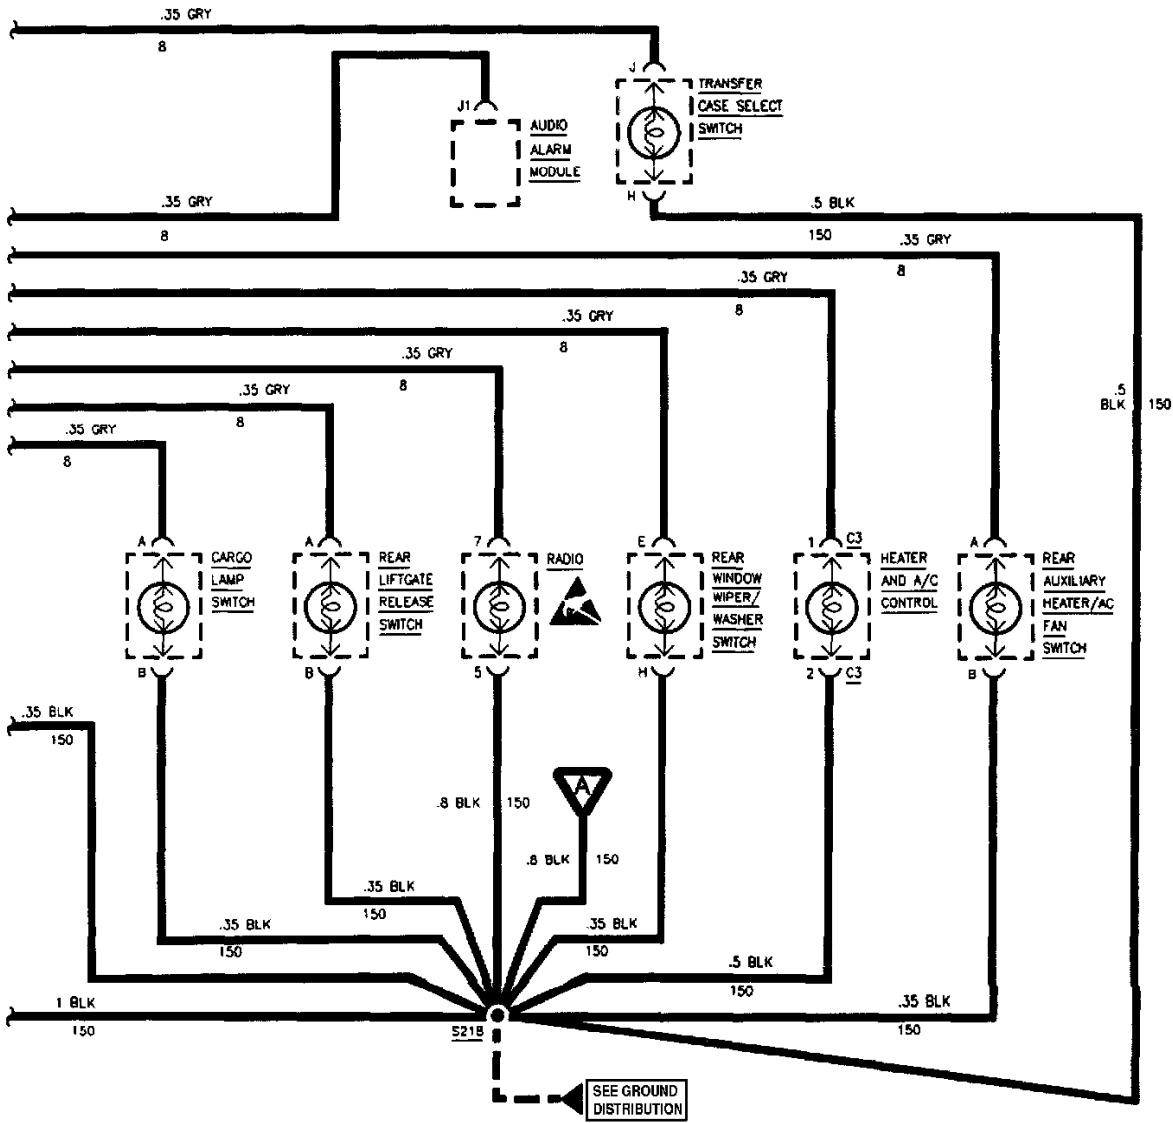 .35 GRY
8
J
TRANSFER
CASE SELECT
SWITCH
J1
AUDIO
ALARM
MODULE
H
.35 GRY
8
.5 BLK
150
.35 GRY
8
.35 GRY
8
.35 GRY
8
.35 GRY
8
.35 GRY
8
.35 GRY
8
.5
BLK
150
A
CARGO
LAMP
SWITCH
B
A
REAR
LIFTGATE
RELEASE
SWITCH
B
7
RADIO
5
E
REAR
WINDOW
WIPER/
WASHER
SWITCH
H
1
C3
HEATER
AND A/C
CONTROL
2
C3
A
REAR
AUXILIARY
HEATER/AC
FAN
SWITCH
B
.35 BLK
150
.8 BLK
150
A
.8 BLK
150
.35 BLK
150
.35 BLK
150
.35 BLK
150
.5 BLK
150
1 BLK
150
.35 BLK
150
S218
SEE GROUND
DISTRIBUTION